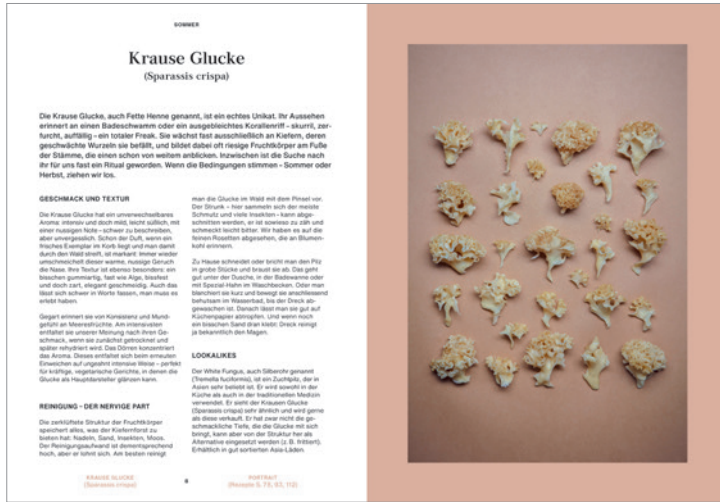 SOMMER
Krause Glucke
(Sparassis crispa)
Die Krause Glucke, auch Fette Henne genannt, ist ein echtes Unikat. Ihr Aussehen
erinnert an einen Badeschwamm oder ein ausgebleichtes Korallenriff – skurril, zer-
furcht, auffällig – ein totaler Freak. Sie wächst fast ausschließlich an Kiefern, deren
geschwächte Wurzeln sie befällt, und bildet dabei oft riesige Fruchtkörper am Fuße
der Stämme, die einen schon von weitem anblicken. Inzwischen ist die Suche nach
ihr für uns fast ein Ritual geworden. Wenn die Bedingungen stimmen – Sommer oder
Herbst, ziehen wir los.
GESCHMACK UND TEXTUR
Die Krause Glucke hat ein unverwechselbares
Aroma: intensiv und doch mild, leicht süßlich, mit
einer nussigen Note – schwer zu beschreiben,
aber unvergesslich. Schon der Duft, wenn ein
frisches Exemplar im Korb liegt und man damit
durch den Wald streift, ist markant: Immer wieder
umschmeichelt dieser warme, nussige Geruch
die Nase. Ihre Textur ist ebenso besonders: ein
bisschen gummiartig, fast wie Alge, bissfest
und doch zart, elegant geschmeidig. Auch das
lässt sich schwer in Worte fassen, man muss es
erlebt haben.
Gegart erinnert sie von Konsistenz und Mund-
gefühl an Meeresfrüchte. Am intensivsten
entfaltet sie unserer Meinung nach ihren Ge-
schmack, wenn sie zunächst getrocknet und
später rehydriert wird. Das Dörren konzentriert
das Aroma. Dieses entfaltet sich beim erneuten
Einweichen auf ungeahnt intensive Weise – perfekt
für kräftige, vegetarische Gerichte, in denen die
Glucke als Hauptdarsteller glänzen kann.
REINIGUNG – DER NERVIGE PART
Die zerklüftete Struktur der Fruchtkörper
speichert alles, was der Kiefernforst zu
bieten hat: Nadeln, Sand, Insekten, Moos.
Der Reinigungsaufwand ist dementsprechend
hoch, aber er lohnt sich. Am besten reinigt
man die Glucke im Wald mit dem Pinsel vor.
Der Strunk – hier sammeln sich der meiste
Schmutz und viele Insekten – kann abge-
schnitten werden, er ist sowieso zu zäh und
schmeckt leicht bitter. Wir haben es auf die
feinen Rosetten abgesehen, die an Blumen-
kohl erinnern.
Zu Hause schneidet oder bricht man den Pilz
in grobe Stücke und braust sie ab. Das geht
gut unter der Dusche, in der Badewanne oder
mit Spezial-Hahn im Waschbecken. Oder man
blanchiert sie kurz und bewegt sie anschliessend
behutsam im Wasserbad, bis der Dreck ab-
gewaschen ist. Danach lässt man sie gut auf
Küchenpapier abtropfen. Und wenn noch
ein bisschen Sand dran klebt: Dreck reinigt
ja bekanntlich den Magen.
LOOKALIKES
Der White Fungus, auch Silberohr genannt
(Tremella fuciformis), ist ein Zuchtpilz, der in
Asien sehr beliebt ist. Er wird sowohl in der
Küche als auch in der traditionellen Medizin
verwendet. Er sieht der Krausen Glucke
(Sparassis crispa) sehr ähnlich und wird gerne
als diese verkauft. Er hat zwar nicht die ge-
schmackliche Tiefe, die die Glucke mit sich
bringt, kann aber von der Struktur her als
Alternative eingesetzt werden (z. B. frittiert).
Erhältlich in gut sortierten Asia-Läden.
KRAUSE GLUCKE
(Sparassis crispa)
6
PORTRAIT
(Rezepte S. 73, 93, 113)